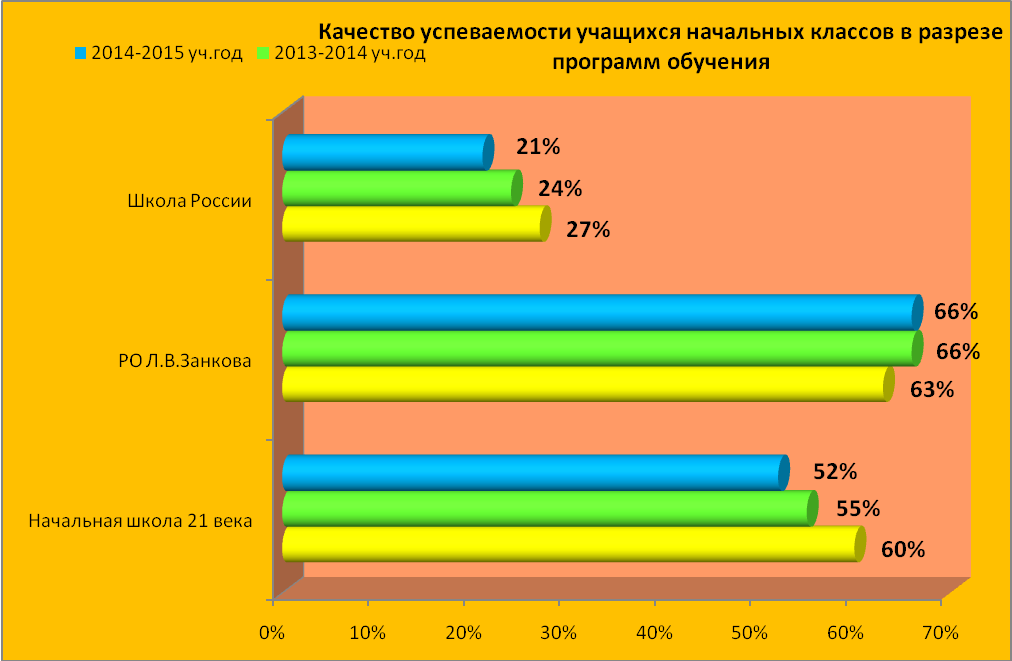 Качество успеваемости учащихся начальных классов в разрезе
программ обучения
2014-2015 уч.год 2013-2014 уч.год
Школа России
21%
24%
27%
РО Л.В.Занкова
66%
66%
63%
Начальная школа 21 века
52%
55%
60%
0% 10% 20% 30% 40% 50% 60% 70%